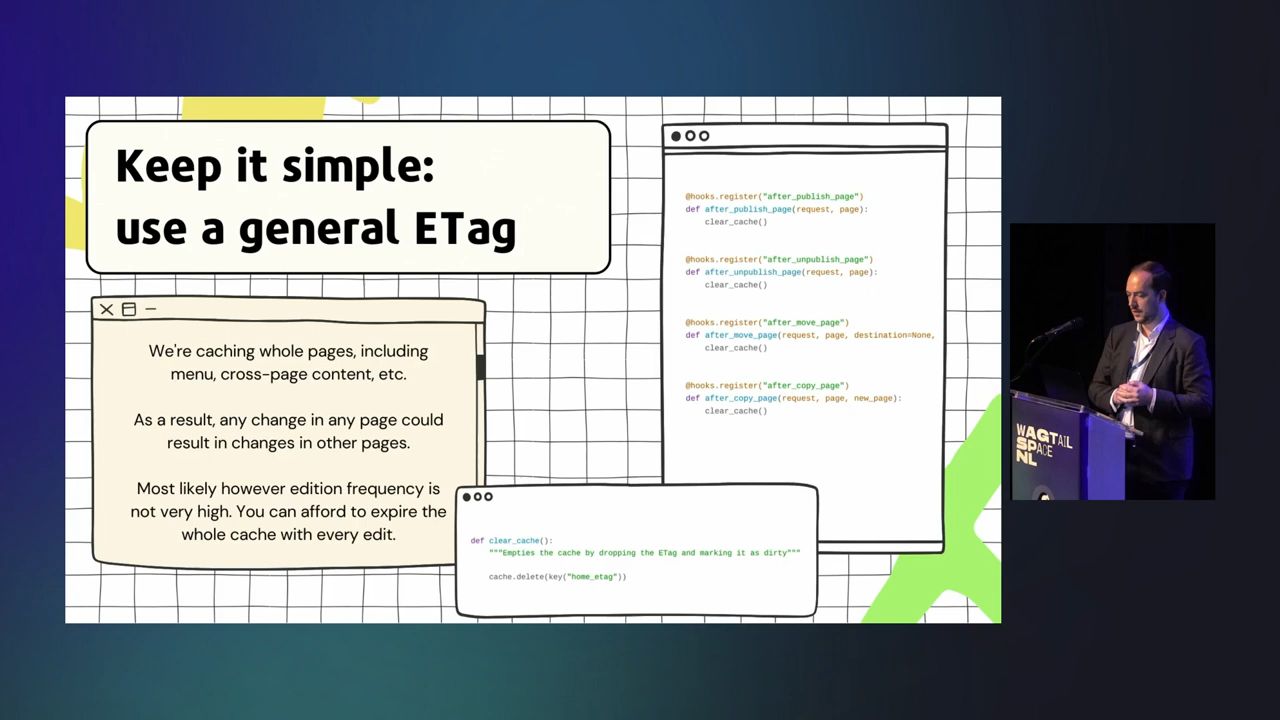 Keep it simple:
use a general ETag
We're caching whole pages, including
menu, cross-page content, etc.
As a result, any change in any page could
result in changes in other pages.
Most likely however edition frequency is
not very high. You can afford to expire the
whole cache with every edit.
@hooks.register("after_publish_page")
def after_publish_page(request, page):
clear_cache()
@hooks.register("after_unpublish_page")
def after_unpublish_page(request, page):
clear_cache()
@hooks.register("after_move_page")
def after_move_page(request, page, destination=None,
clear_cache()
@hooks.register("after_copy_page")
def after_copy_page(request, page, new_page):
clear_cache()
def clear_cache():
"""Empties the cache by dropping the ETag and marking it as dirty"""
cache.delete(key("home_etag"))
WAGTAIL
SPACE
NL